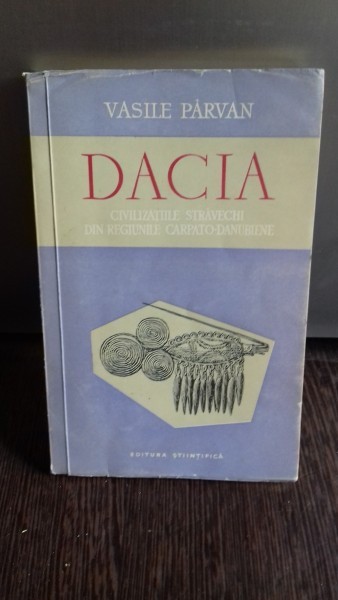 VASILE PÂRVAN
DACIA
CIVILIZAȚIILE STRĂVECHI
DIN REGIUNILE CARPATO-DANUBIENE
EDITURA ȘTIINȚIFICĂ